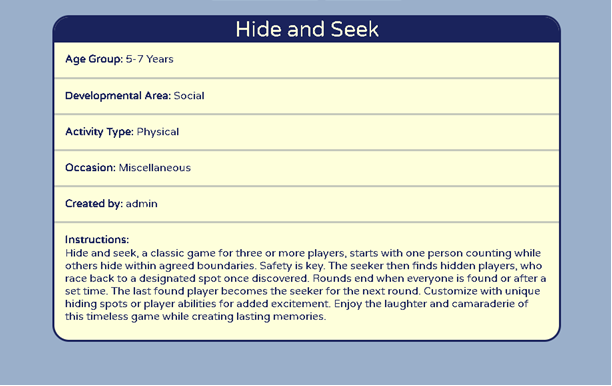 Hide and Seek
Age Group: 5-7 Years
Developmental Area: Social
Activity Type: Physical
Occasion: Miscellaneous
Created by: admin
Instructions:
Hide and seek, a classic game for three or more players, starts with one person counting while
others hide within agreed boundaries. Safety is key. The seeker then finds hidden players, who
race back to a designated spot once discovered. Rounds end when everyone is found or after a
set time. The last found player becomes the seeker for the next round. Customize with unique
hiding spots or player abilities for added excitement. Enjoy the laughter and camaraderie of
this timeless game while creating lasting memories.